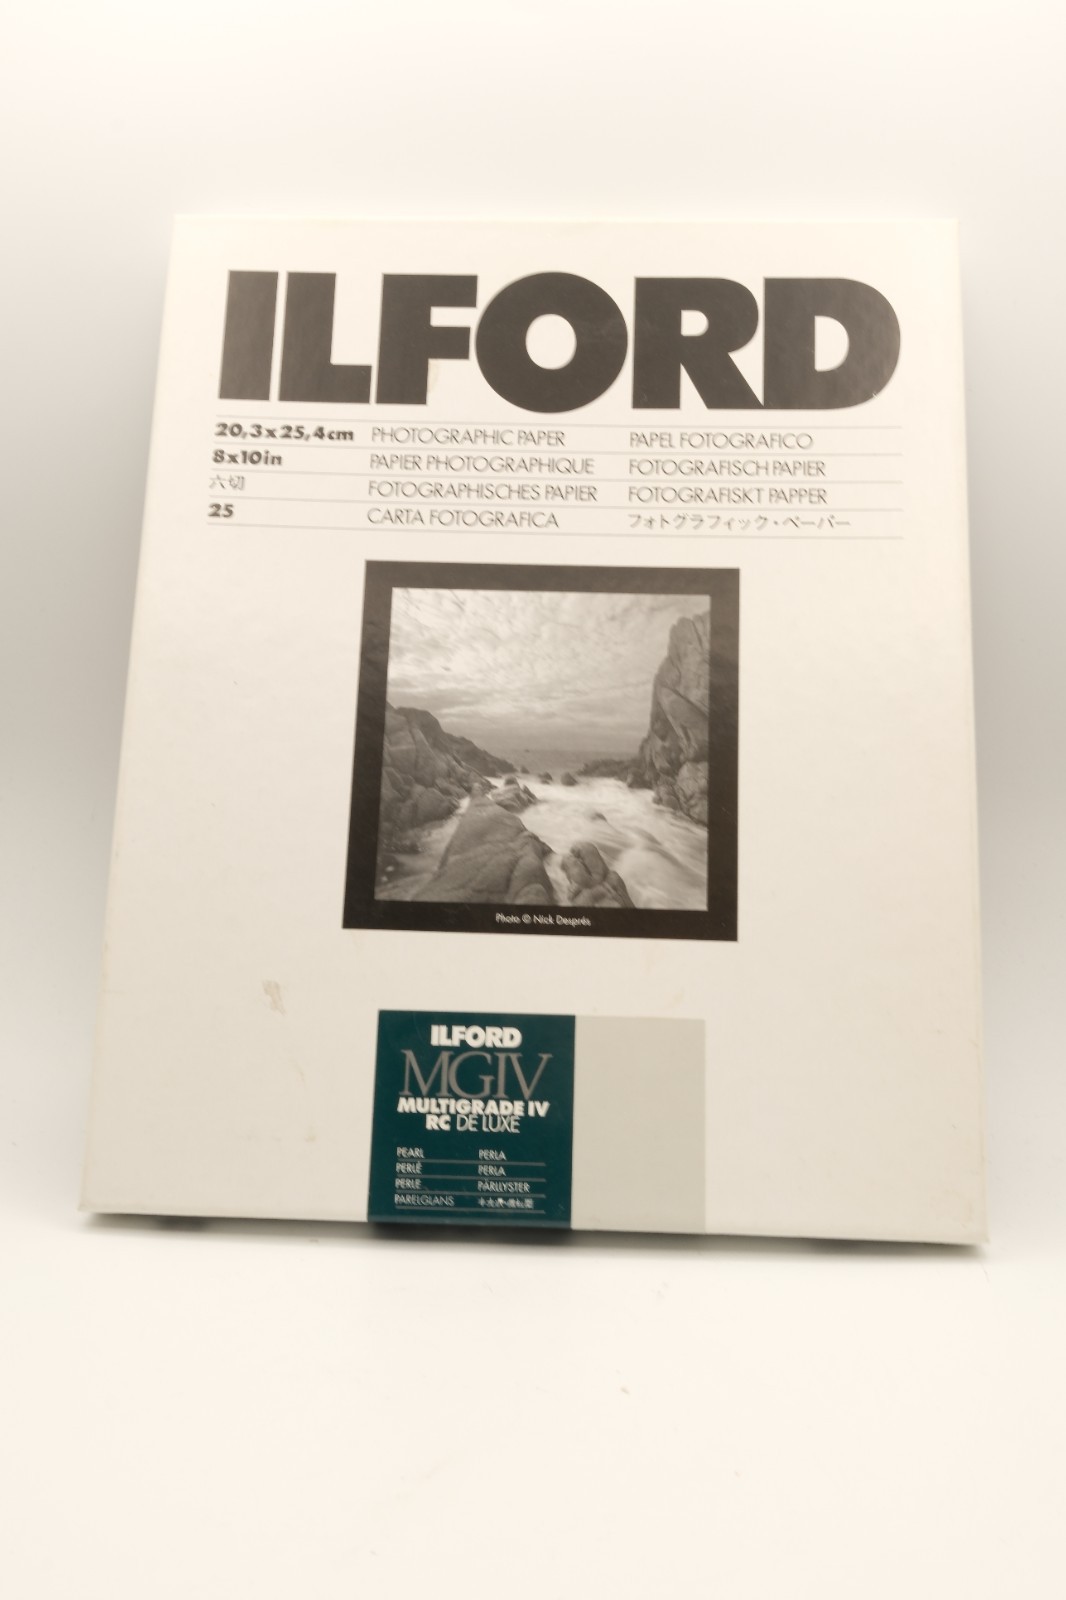 ILFORD
20,3x25,4cm PHOTOGRAPHIC PAPER PAPEL FOTOGRAFICO
8x10in PAPIER PHOTOGRAPHIQUE FOTOGRAFISCH PAPIER
六切 FOTOGRAPHISCHES PAPIER FOTOGRAFISKT PAPPER
25 CARTA FOTOGRAFICA フォトグラフィック・ペーパー
Photo © Nick Després
ILFORD
MGIV
MULTIGRADE IV
RC DE LUXE
PEARL PERLA
PERLÉ PERLA
PERLE PÄRLLYSTER
PARELGLANS